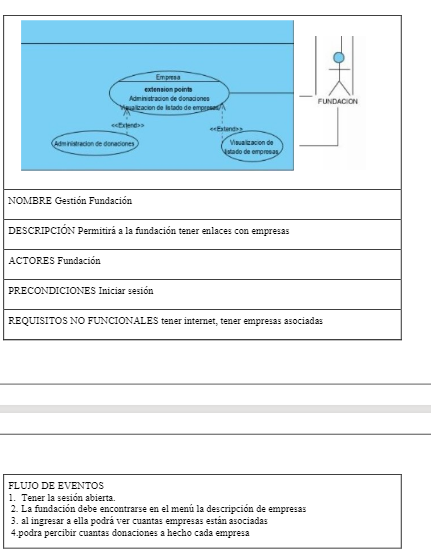 Empresa
extension points
Administracion de donaciones
Visualizacion de listado de empresas
<<Extend>>
<<Extend>>
Administracion de donaciones
Visualizacion de
listado de empresas
FUNDACION
NOMBRE Gestión Fundación
DESCRIPCIÓN Permitirá a la fundación tener enlaces con empresas
ACTORES Fundación
PRECONDICIONES Iniciar sesión
REQUISITOS NO FUNCIONALES tener internet, tener empresas asociadas
FLUJO DE EVENTOS
1. Tener la sesión abierta.
2. La fundación debe encontrarse en el menú la descripción de empresas
3. al ingresar a ella podrá ver cuantas empresas están asociadas
4.podra percibir cuantas donaciones a hecho cada empresa